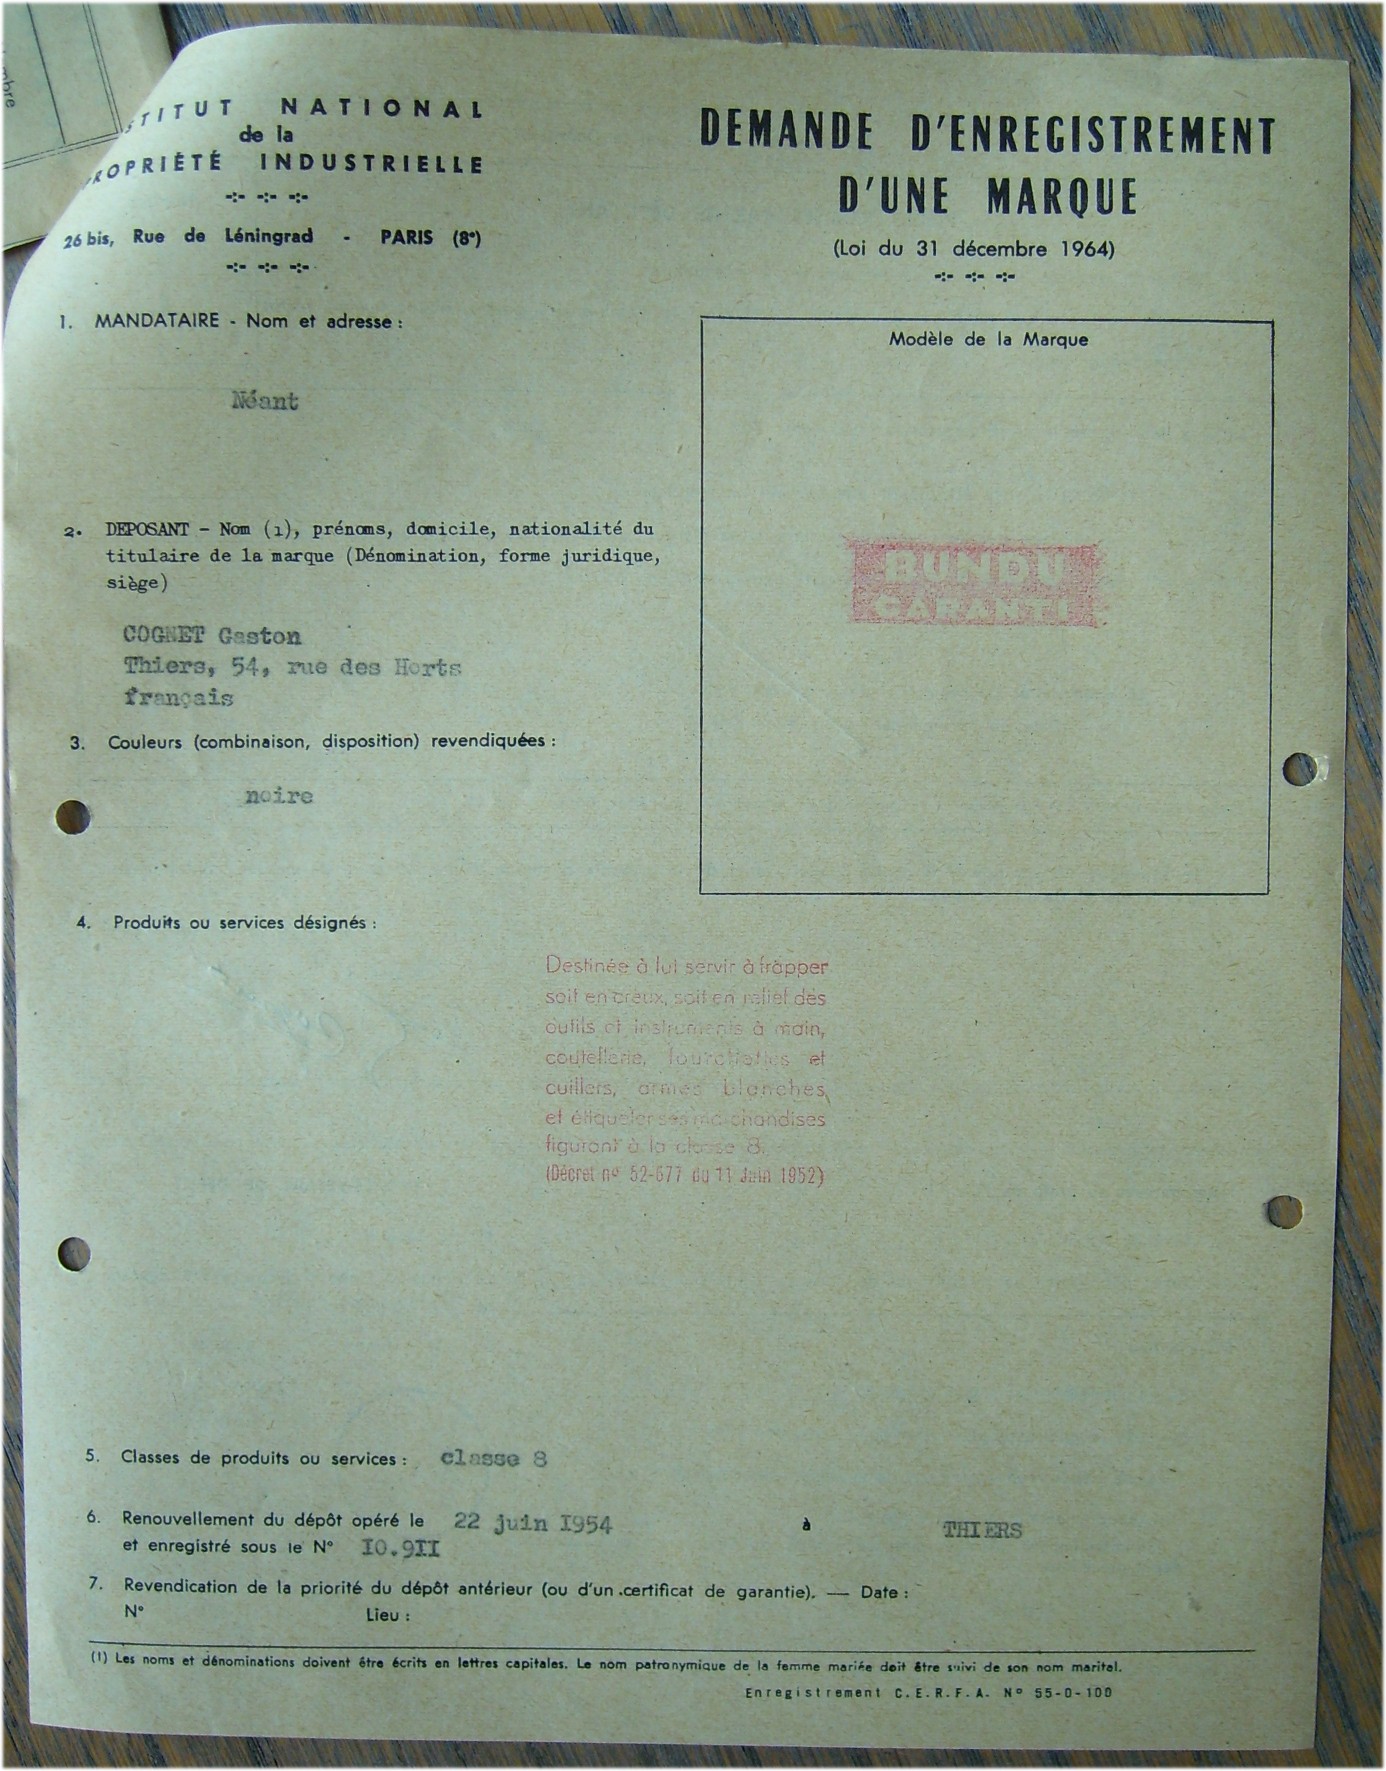 mbre
TITUT NATIONAL
de la
ROPRIÉTÉ INDUSTRIELLE
26 bis, Rue de Léningrad - PARIS (8e)
DEMANDE D'ENREGISTREMENT
D'UNE MARQUE
(Loi du 31 décembre 1964)
1. MANDATAIRE - Nom et adresse :
Néant
Modèle de la Marque
BUNDU
GARANTI
2. DEPOSANT - Nom (1), prénoms, domicile, nationalité du
titulaire de la marque (Dénomination, forme juridique,
siège)
COGNET Gaston
Thiers, 54, rue des Horts
français
3. Couleurs (combinaison, disposition) revendiquées :
noire
4. Produits ou services désignés :
Destinée à lui servir à frapper
soit en creux, soit en relief des
outils et instruments à main,
coutellerie, fourchettes et
cuillers, armes blanches,
et étiqueter ses marchandises
figurant à la classe 8.
(Décret n° 52-677 du 11 Juin 1952)
5. Classes de produits ou services : classe 8
6. Renouvellement du dépôt opéré le 22 juin I954 à THIERS
et enregistré sous le N° IO.9II
7. Revendication de la priorité du dépôt antérieur (ou d'un certificat de garantie). — Date :
N° Lieu :
(1) Les noms et dénominations doivent être écrits en lettres capitales. Le nom patronymique de la femme mariée doit être suivi de son nom marital.
Enregistrement C.E.R.F.A. N° 55-0-100